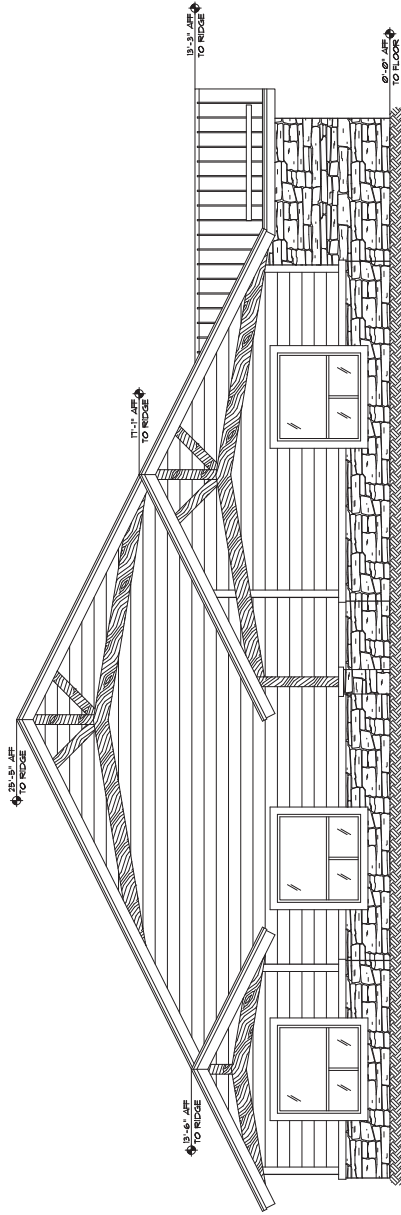 25'-5" AFF
TO RIDGE
17'-1" AFF
TO RIDGE
13'-6" AFF
TO RIDGE
13'-3" AFF
TO RIDGE
0'-0" AFF
TO FLOOR